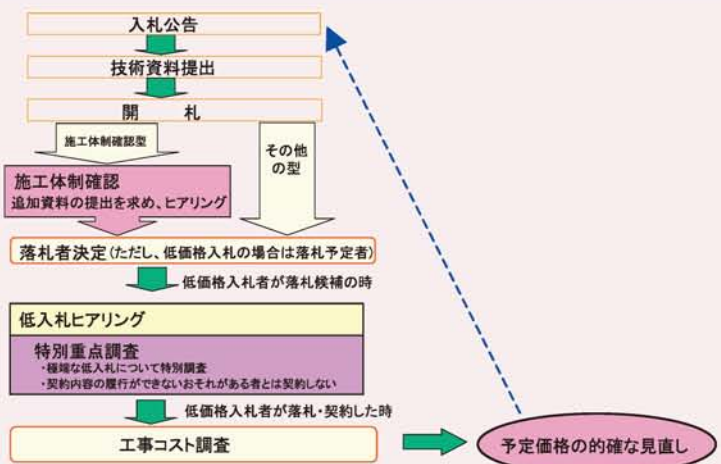 入札公告
技術資料提出
開　　札
施工体制確認型
その他
の型
施工体制確認
追加資料の提出を求め、ヒアリング
落札者決定(ただし、低価格入札の場合は落札予定者)
低価格入札者が落札候補の時
低入札ヒアリング
特別重点調査
・極端な低入札について特別調査
・契約内容の履行ができないおそれがある者とは契約しない
低価格入札者が落札・契約した時
工事コスト調査
予定価格の的確な見直し